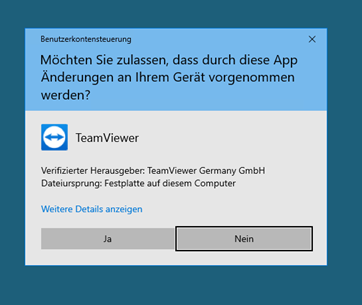 Benutzerkontensteuerung
Möchten Sie zulassen, dass durch diese App
Änderungen an Ihrem Gerät vorgenommen
werden?
TeamViewer
Verifizierter Herausgeber: TeamViewer Germany GmbH
Dateiursprung: Festplatte auf diesem Computer
Weitere Details anzeigen
Ja
Nein